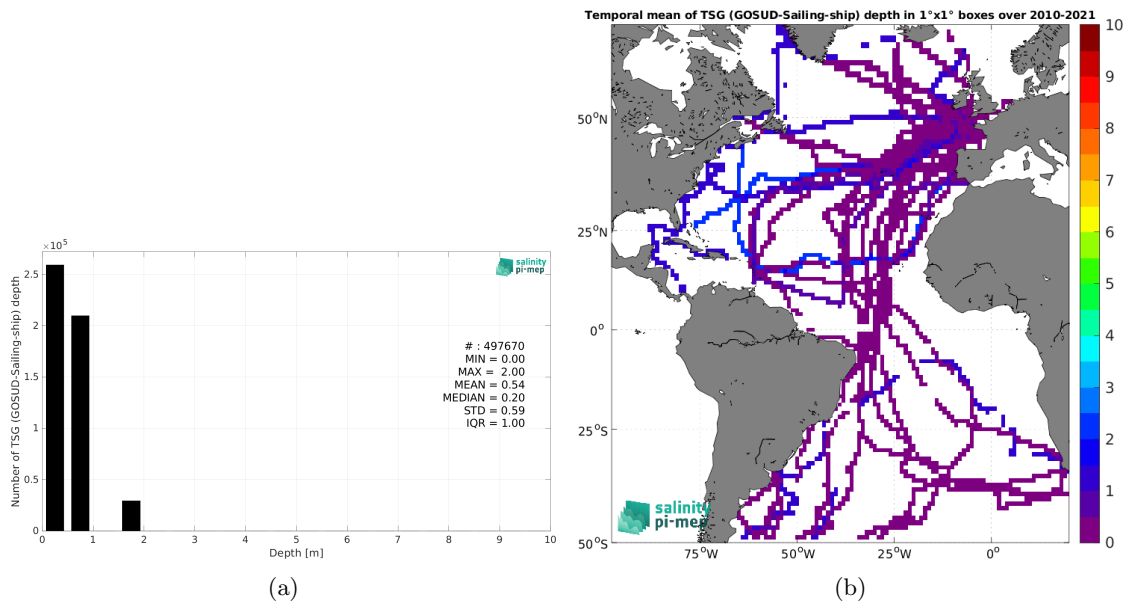 ×10⁵
2.5
2
1.5
1
0.5
0
Number of TSG (GOSUD-Sailing-ship) depth
salinity
pi-mep
# : 497670
MIN = 0.00
MAX = 2.00
MEAN = 0.54
MEDIAN = 0.20
STD = 0.59
IQR = 1.00
0 1 2 3 4 5 6 7 8 9 10
Depth [m]
(a)
Temporal mean of TSG (GOSUD-Sailing-ship) depth in 1°x1° boxes over 2010-2021
50°N
25°N
0°
25°S
50°S
75°W 50°W 25°W 0°
salinity
pi-mep
10
9
8
7
6
5
4
3
2
1
0
(b)